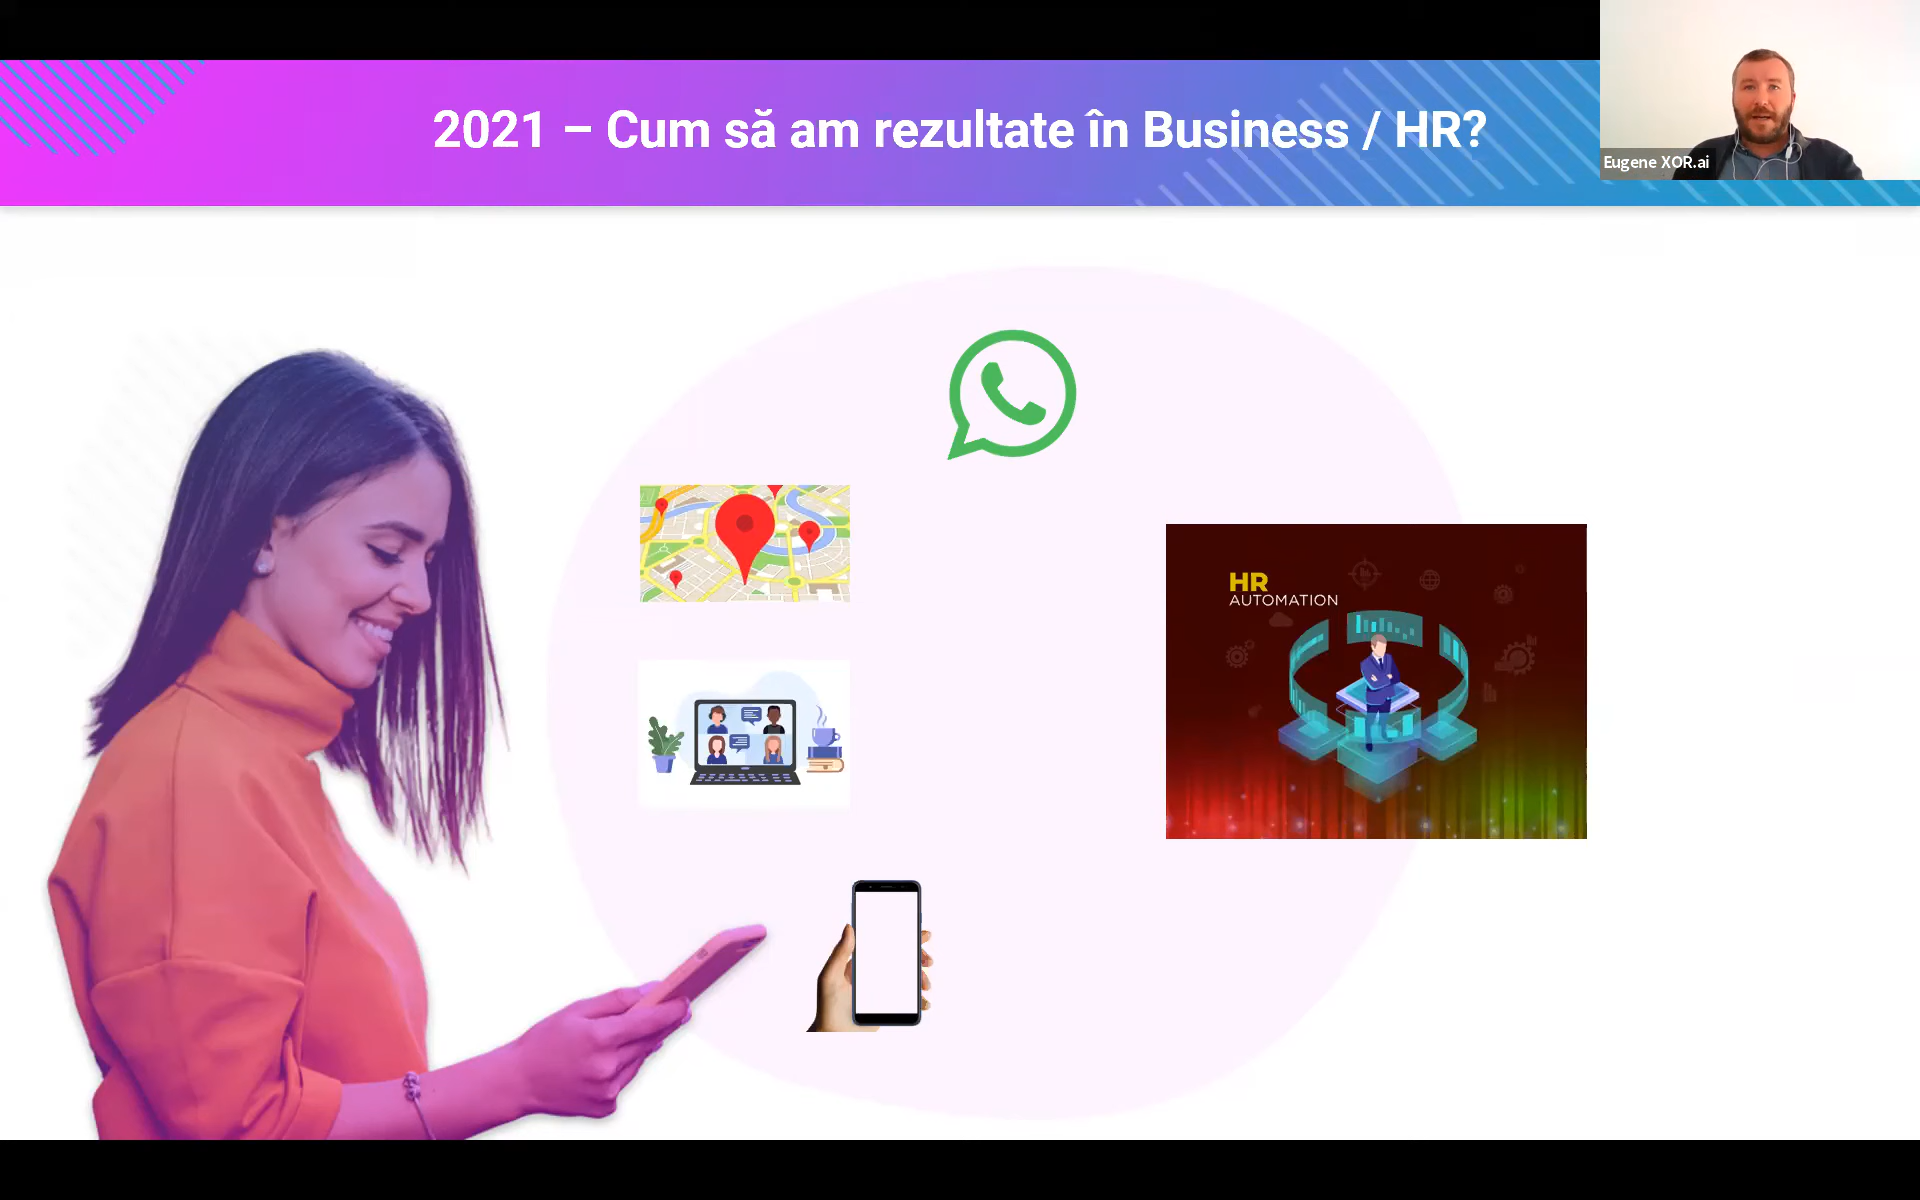 2021 – Cum să am rezultate în Business / HR?
Eugene XOR.ai
HR
AUTOMATION